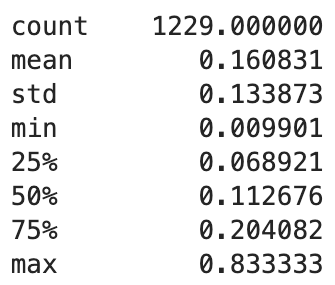 count 1229.000000
mean 0.160831
std 0.133873
min 0.009901
25% 0.068921
50% 0.112676
75% 0.204082
max 0.833333